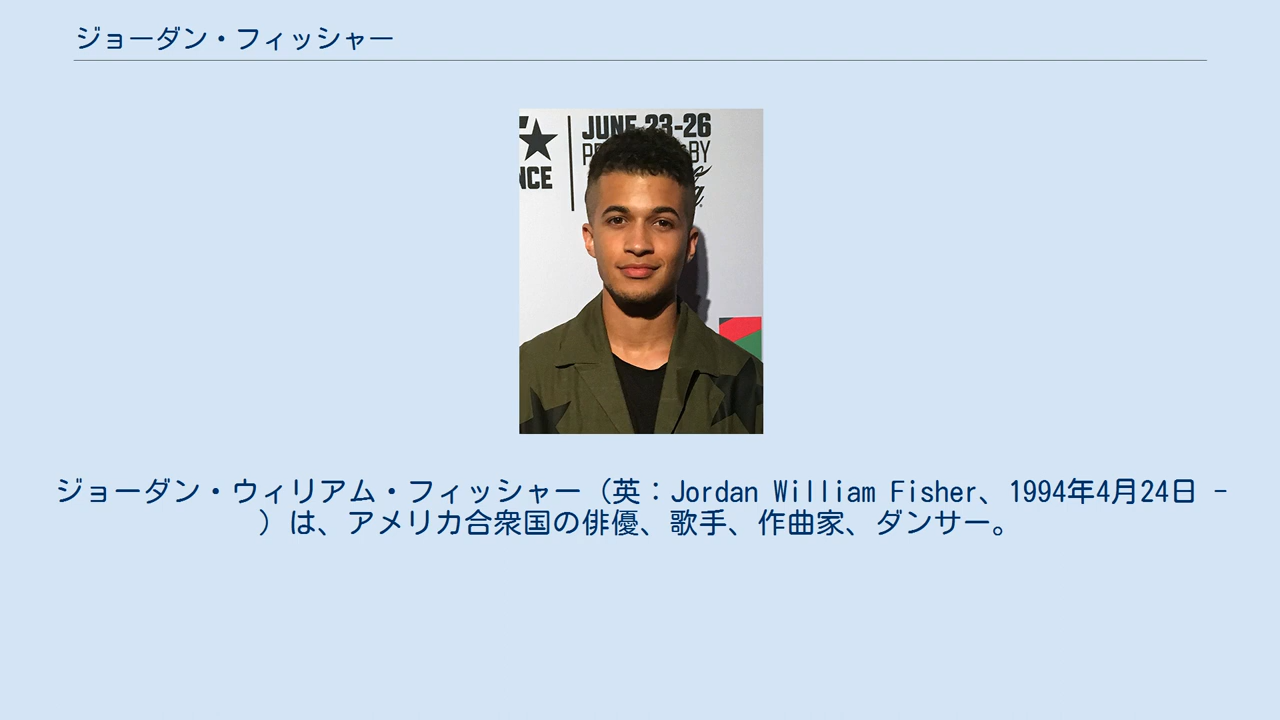 ジョーダン・フィッシャー
JUNE 23-26
NCE
ジョーダン・ウィリアム・フィッシャー（英：Jordan William Fisher、1994年4月24日 -
）は、アメリカ合衆国の俳優、歌手、作曲家、ダンサー。